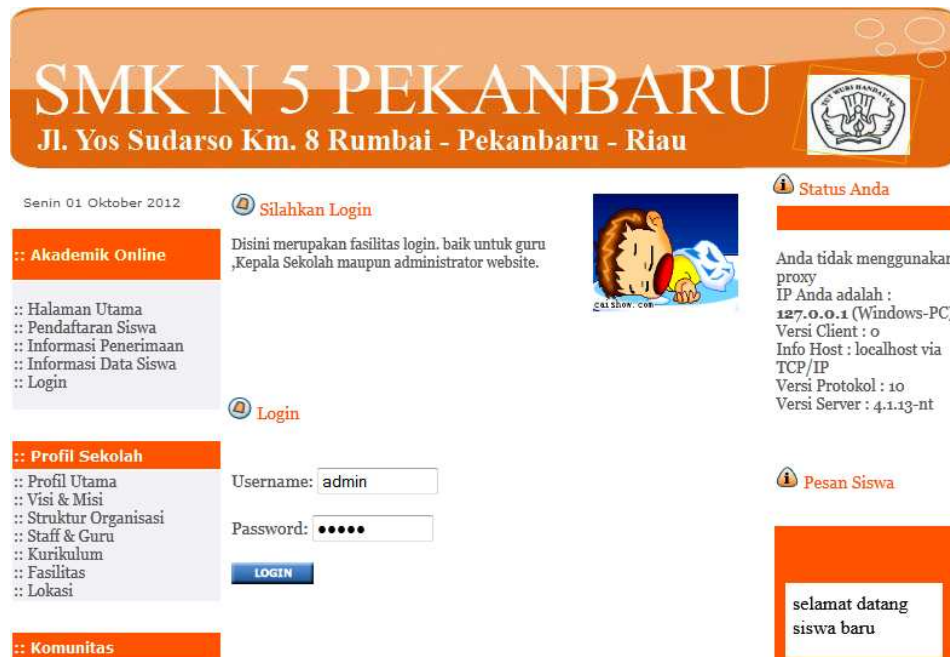 SMK N 5 PEKANBARU
Jl. Yos Sudarso Km. 8 Rumbai - Pekanbaru - Riau
TUT WURI HANDAYANI
Senin 01 Oktober 2012
:: Akademik Online
:: Halaman Utama
:: Pendaftaran Siswa
:: Informasi Penerimaan
:: Informasi Data Siswa
:: Login
:: Profil Sekolah
:: Profil Utama
:: Visi & Misi
:: Struktur Organisasi
:: Staff & Guru
:: Kurikulum
:: Fasilitas
:: Lokasi
:: Komunitas
Silahkan Login
Disini merupakan fasilitas login. baik untuk guru
,Kepala Sekolah maupun administrator website.
caishow.com
Login
Username: admin
Password: •••••
LOGIN
Status Anda
Anda tidak menggunakan
proxy
IP Anda adalah :
127.0.0.1 (Windows-PC)
Versi Client : 0
Info Host : localhost via
TCP/IP
Versi Protokol : 10
Versi Server : 4.1.13-nt
Pesan Siswa
selamat datang
siswa baru